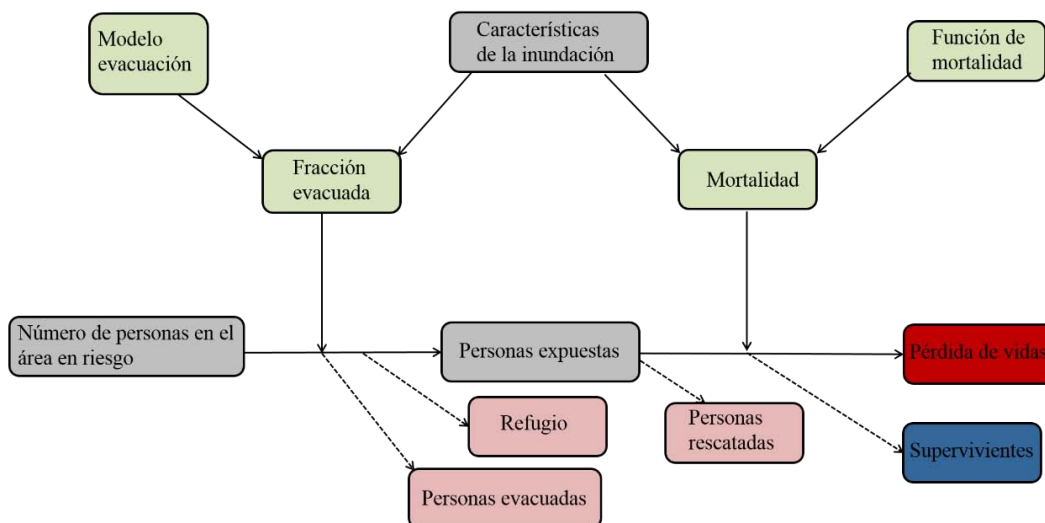 Modelo
evacuación
Características
de la inundación
Función de
mortalidad
Fracción
evacuada
Mortalidad
Número de personas en el
área en riesgo
Personas expuestas
Pérdida de vidas
Refugio
Personas
rescatadas
Supervivientes
Personas evacuadas